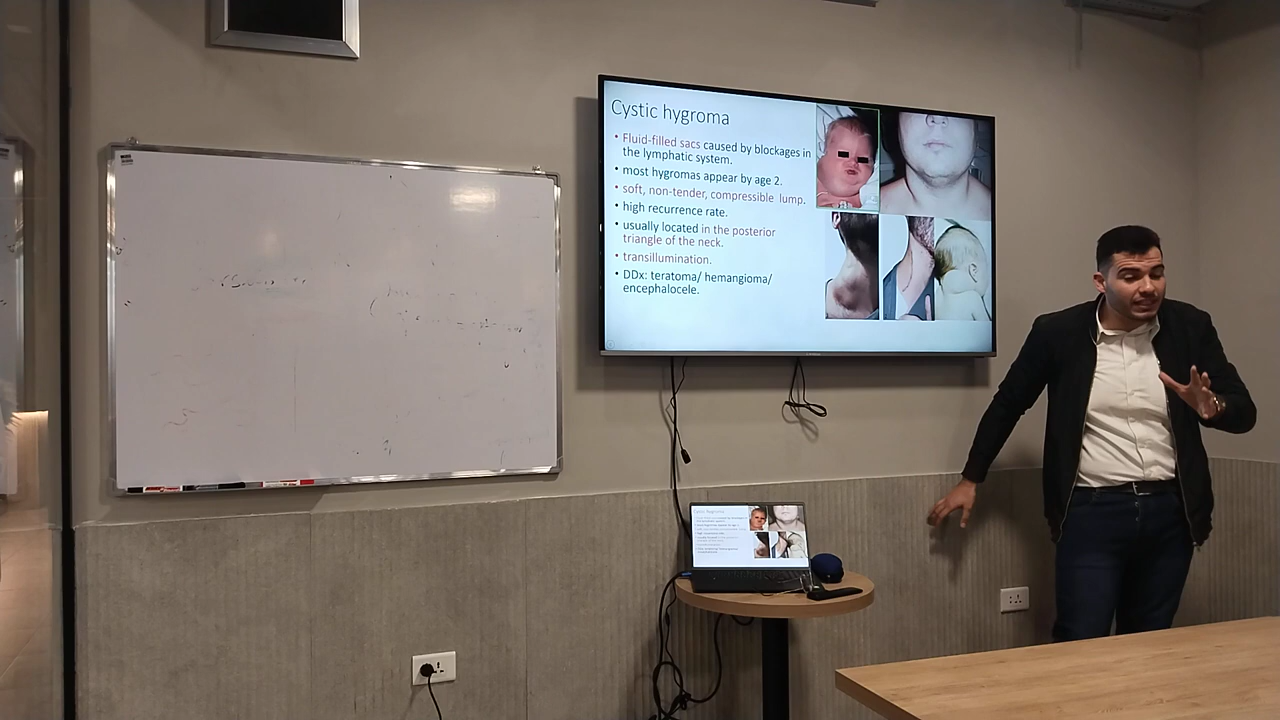 Cystic hygroma
• Fluid-filled sacs caused by blockages in
the lymphatic system.
• most hygromas appear by age 2.
• soft, non-tender, compressible lump.
• high recurrence rate.
• usually located in the posterior
triangle of the neck.
• transillumination.
• DDx: teratoma/ hemangioma/
encephalocele.
Cystic hygroma